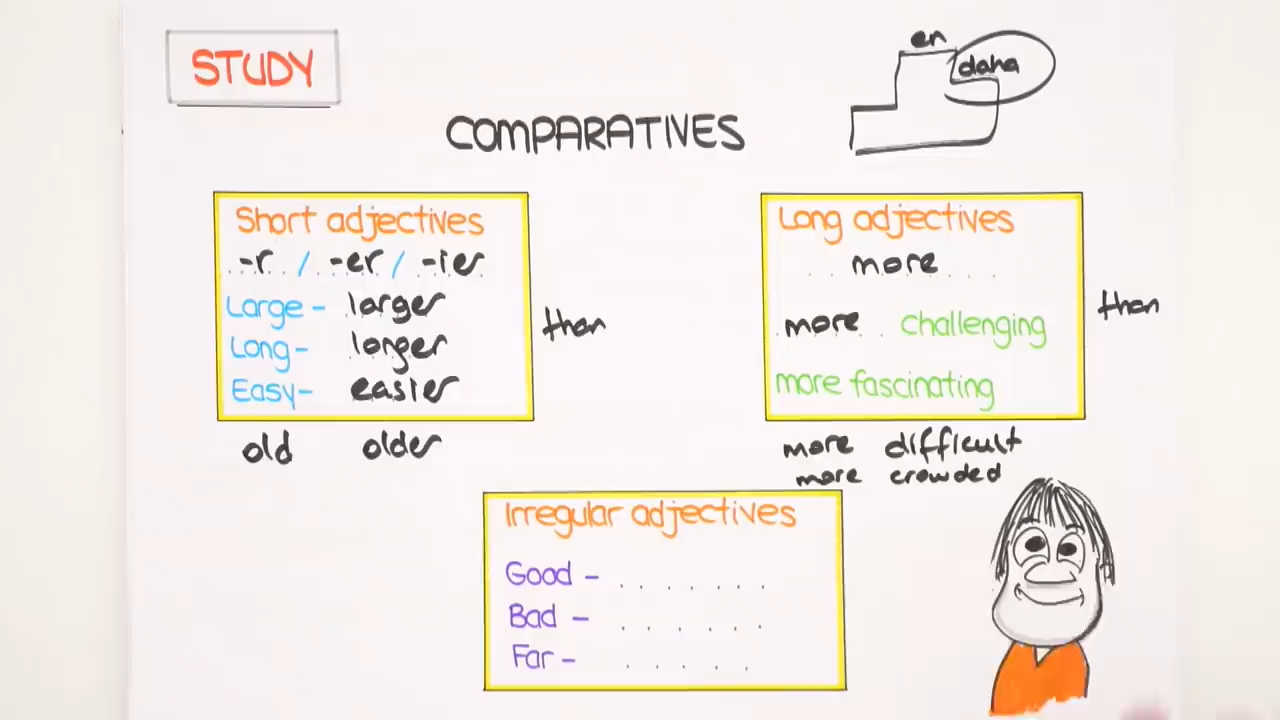 STUDY
en
daha
COMPARATIVES
Short adjectives
-r / -er / -ier
Large - larger
Long - longer
Easy - easier
than
old older
Long adjectives
more
more challenging
more fascinating
than
more difficult
more crowded
Irregular adjectives
Good -
Bad -
Far -